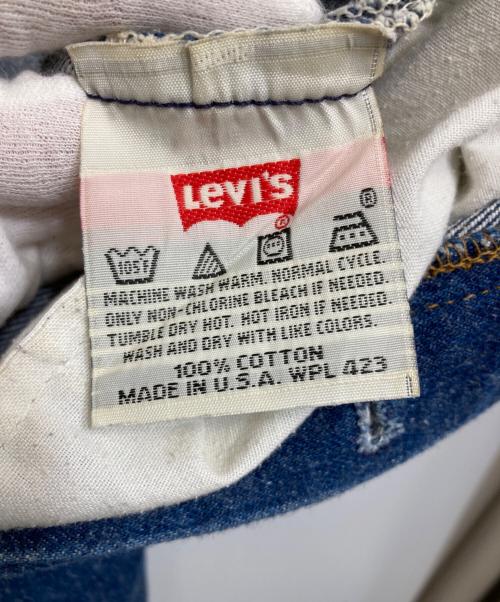 Levi's
®
®
105°
MACHINE WASH WARM, NORMAL CYCLE.
ONLY NON-CHLORINE BLEACH IF NEEDED.
TUMBLE DRY HOT. HOT IRON IF NEEDED.
WASH AND DRY WITH LIKE COLORS.
100% COTTON
MADE IN U.S.A. WPL 423